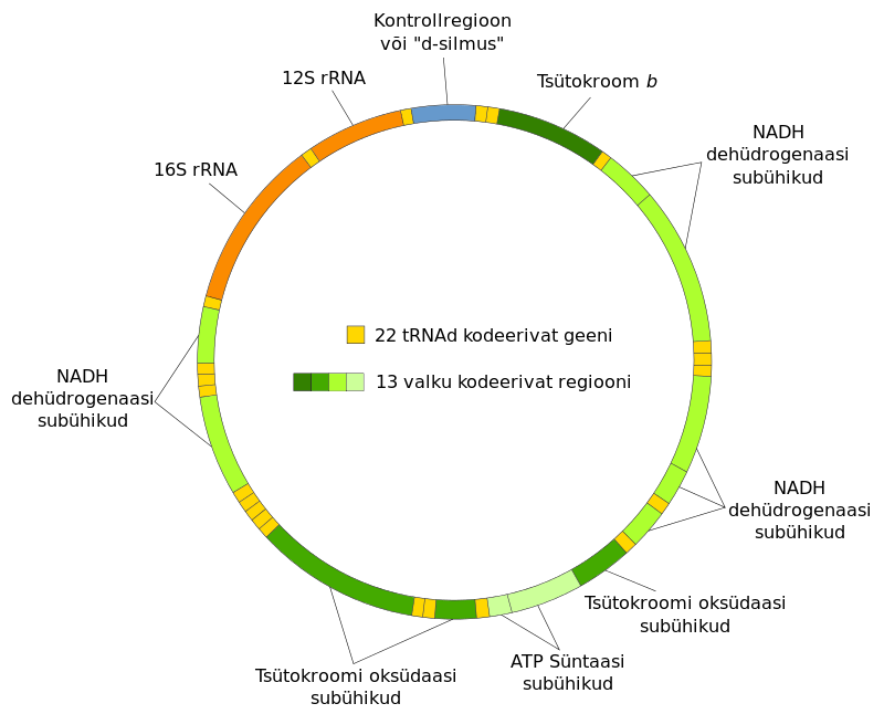 Kontrollregioon
või "d-silmus"
12S rRNA
Tsütokroom b
NADH
dehüdrogenaasi
subühikud
16S rRNA
22 tRNAd kodeerivat geeni
13 valku kodeerivat regiooni
NADH
dehüdrogenaasi
subühikud
NADH
dehüdrogenaasi
subühikud
Tsütokroomi oksüdaasi
subühikud
ATP Süntaasi
subühikud
Tsütokroomi oksüdaasi
subühikud